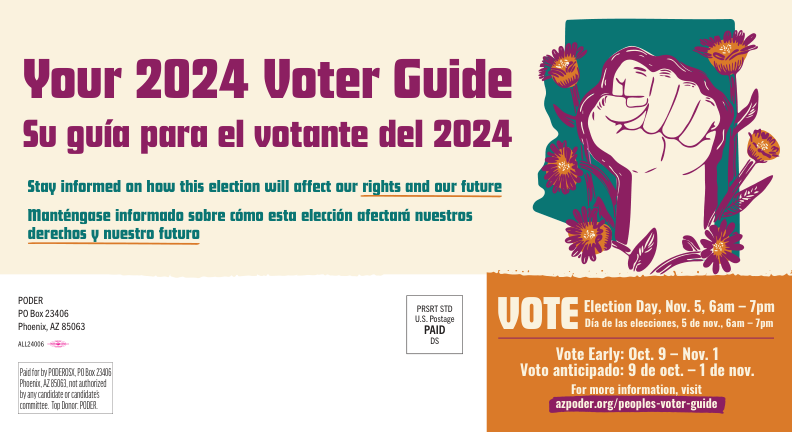 Your 2024 Voter Guide
Su guía para el votante del 2024
Stay informed on how this election will affect our rights and our future
Manténgase informado sobre cómo esta elección afectará nuestros
derechos y nuestro futuro
PODER
PO Box 23406
Phoenix, AZ 85063
ALL24006
Paid for by PODEROSX, PO Box 23406
Phoenix, AZ 85063, not authorized
by any candidate or candidate's
committee. Top Donor: PODER.
PRSRT STD
U.S. Postage
PAID
DS
VOTE
Election Day, Nov. 5, 6am – 7pm
Día de las elecciones, 5 de nov., 6am – 7pm
Vote Early: Oct. 9 – Nov. 1
Voto anticipado: 9 de oct. – 1 de nov.
For more information, visit
azpoder.org/peoples-voter-guide